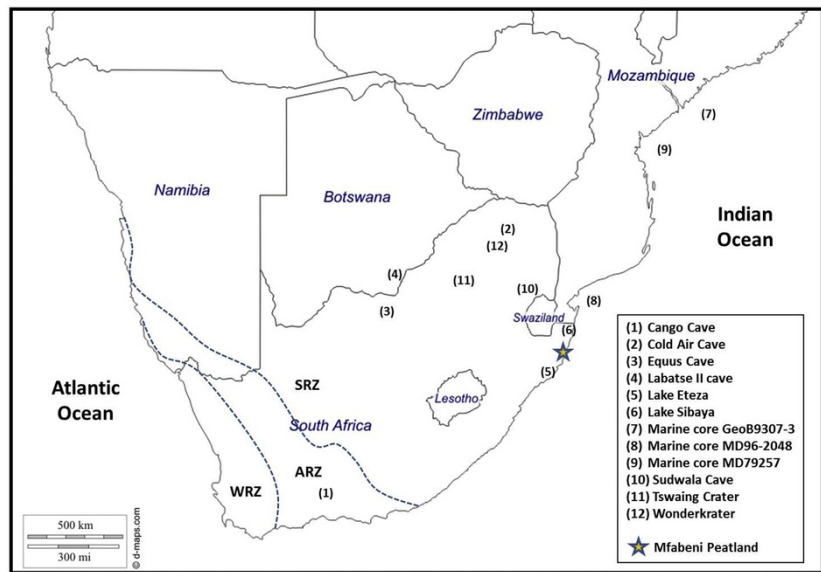 Mozambique
Zimbabwe
(7)
(9)
Namibia
Botswana
Indian
Ocean
(2)
(12)
(4)
(11)
(10)
(3)
(8)
Swaziland
(6)
(5)
Atlantic
Ocean
SRZ
Lesotho
South Africa
ARZ
WRZ
(1)
(1) Cango Cave
(2) Cold Air Cave
(3) Equus Cave
(4) Labatse II cave
(5) Lake Eteza
(6) Lake Sibaya
(7) Marine core GeoB9307-3
(8) Marine core MD96-2048
(9) Marine core MD79257
(10) Sudwala Cave
(11) Tswaing Crater
(12) Wonderkrater
Mfabeni Peatland
500 km
300 mi
© d-maps.com